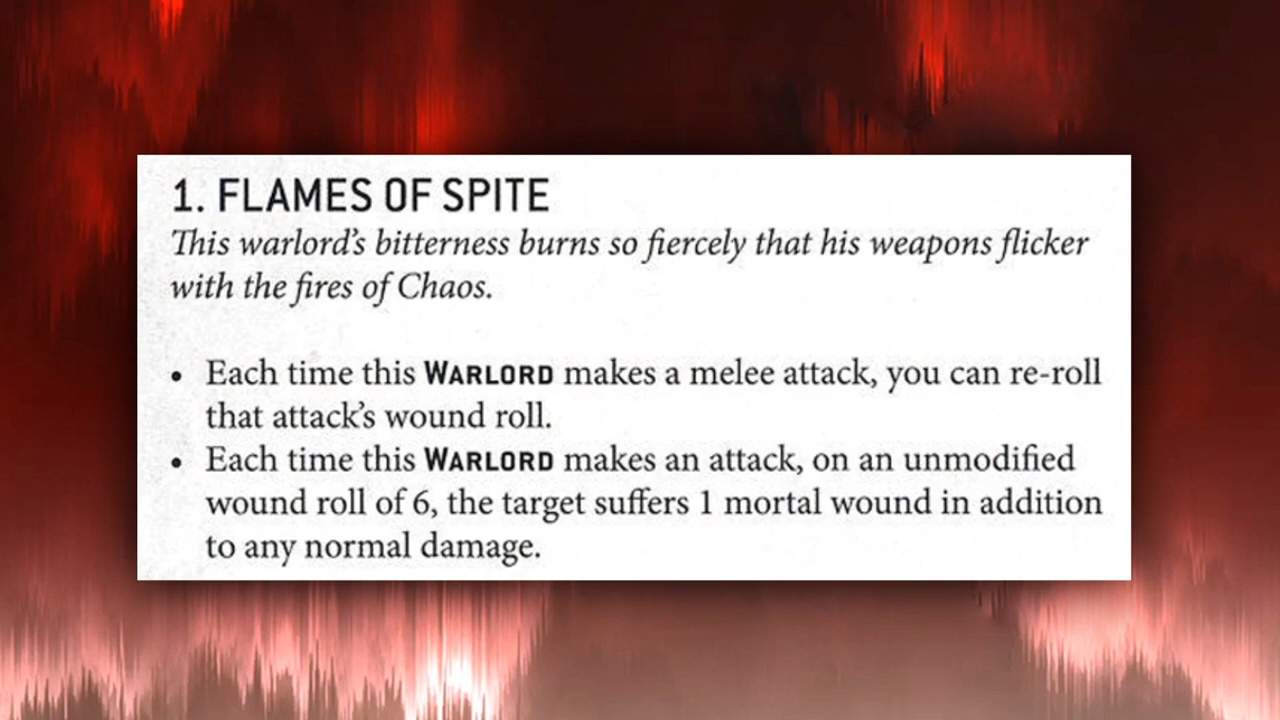 1. FLAMES OF SPITE
This warlord’s bitterness burns so fiercely that his weapons flicker
with the fires of Chaos.
• Each time this WARLORD makes a melee attack, you can re-roll
that attack’s wound roll.
• Each time this WARLORD makes an attack, on an unmodified
wound roll of 6, the target suffers 1 mortal wound in addition
to any normal damage.